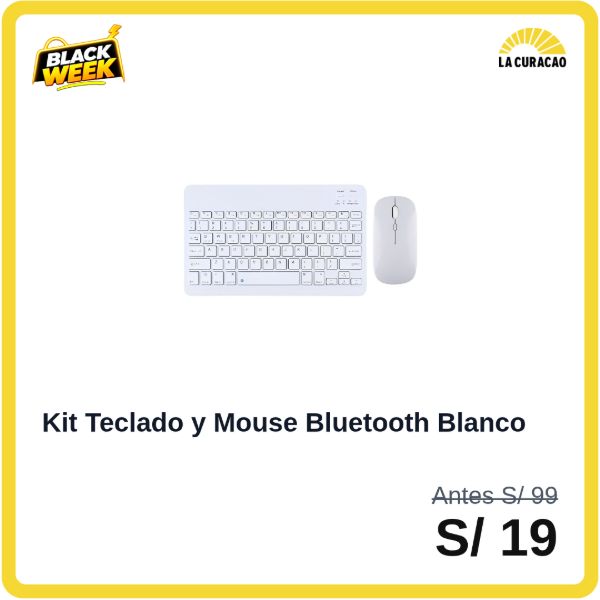 BLACK
WEEK
LA CURACAO
Kit Teclado y Mouse Bluetooth Blanco
Antes S/ 99
S/ 19